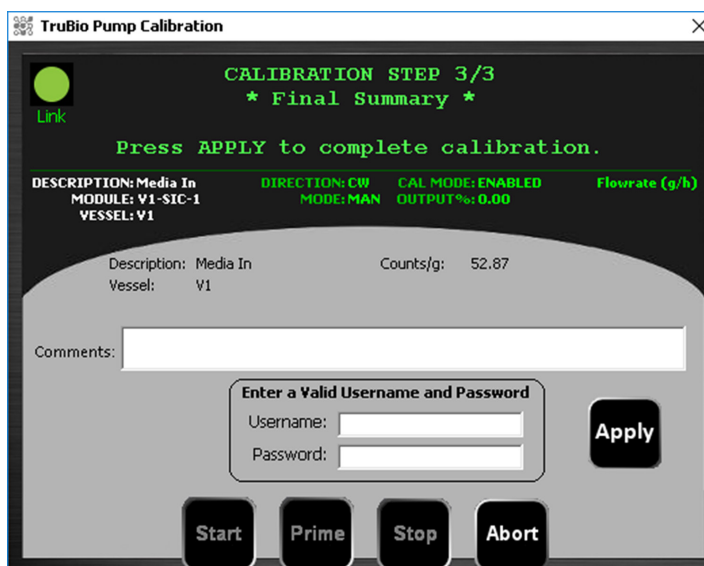 TruBio Pump Calibration
CALIBRATION STEP 3/3
* Final Summary *
Link
Press APPLY to complete calibration.
DESCRIPTION: Media In DIRECTION: CW CAL MODE: ENABLED Flowrate (g/h)
MODULE: V1-SIC-1 MODE: MAN OUTPUT%: 0.00
VESSEL: V1
Description: Media In Counts/g: 52.87
Vessel: V1
Comments:
Enter a Valid Username and Password
Username:
Password:
Apply
Start Prime Stop Abort